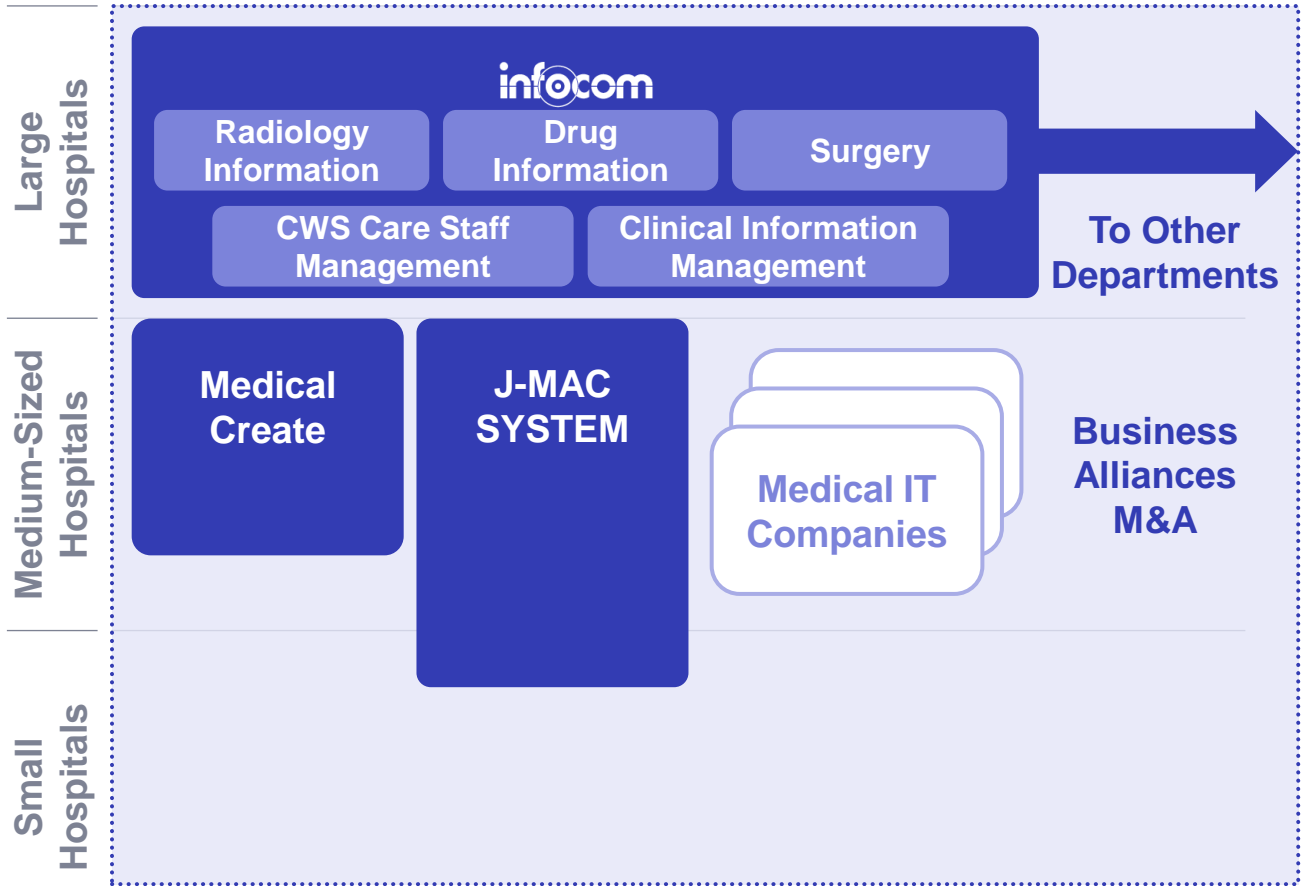 Large
Hospitals
infocom
Radiology
Information
Drug
Information
Surgery
CWS Care Staff
Management
Clinical Information
Management
To Other
Departments
Medium-Sized
Hospitals
Medical
Create
J-MAC
SYSTEM
Medical IT
Companies
Business
Alliances
M&A
Small
Hospitals